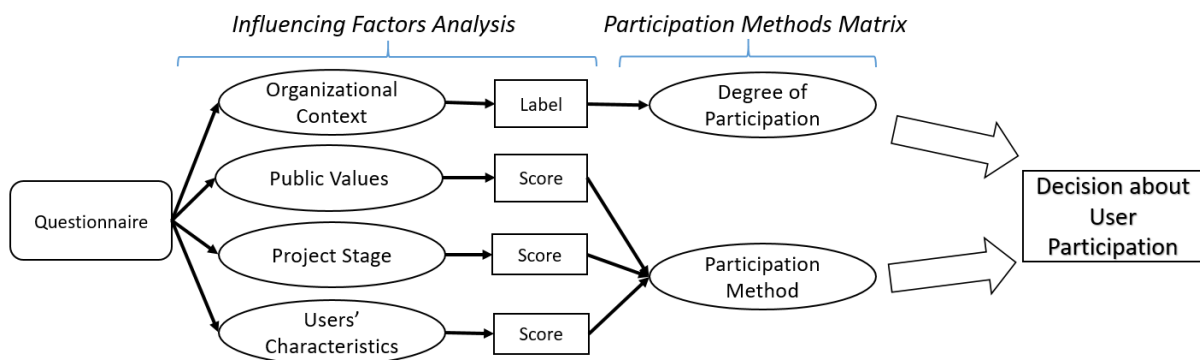 Influencing Factors Analysis
Participation Methods Matrix
Organizational
Context
Label
Degree of
Participation
Public Values
Score
Questionnaire
Decision about
User
Participation
Project Stage
Score
Participation
Method
Users'
Characteristics
Score